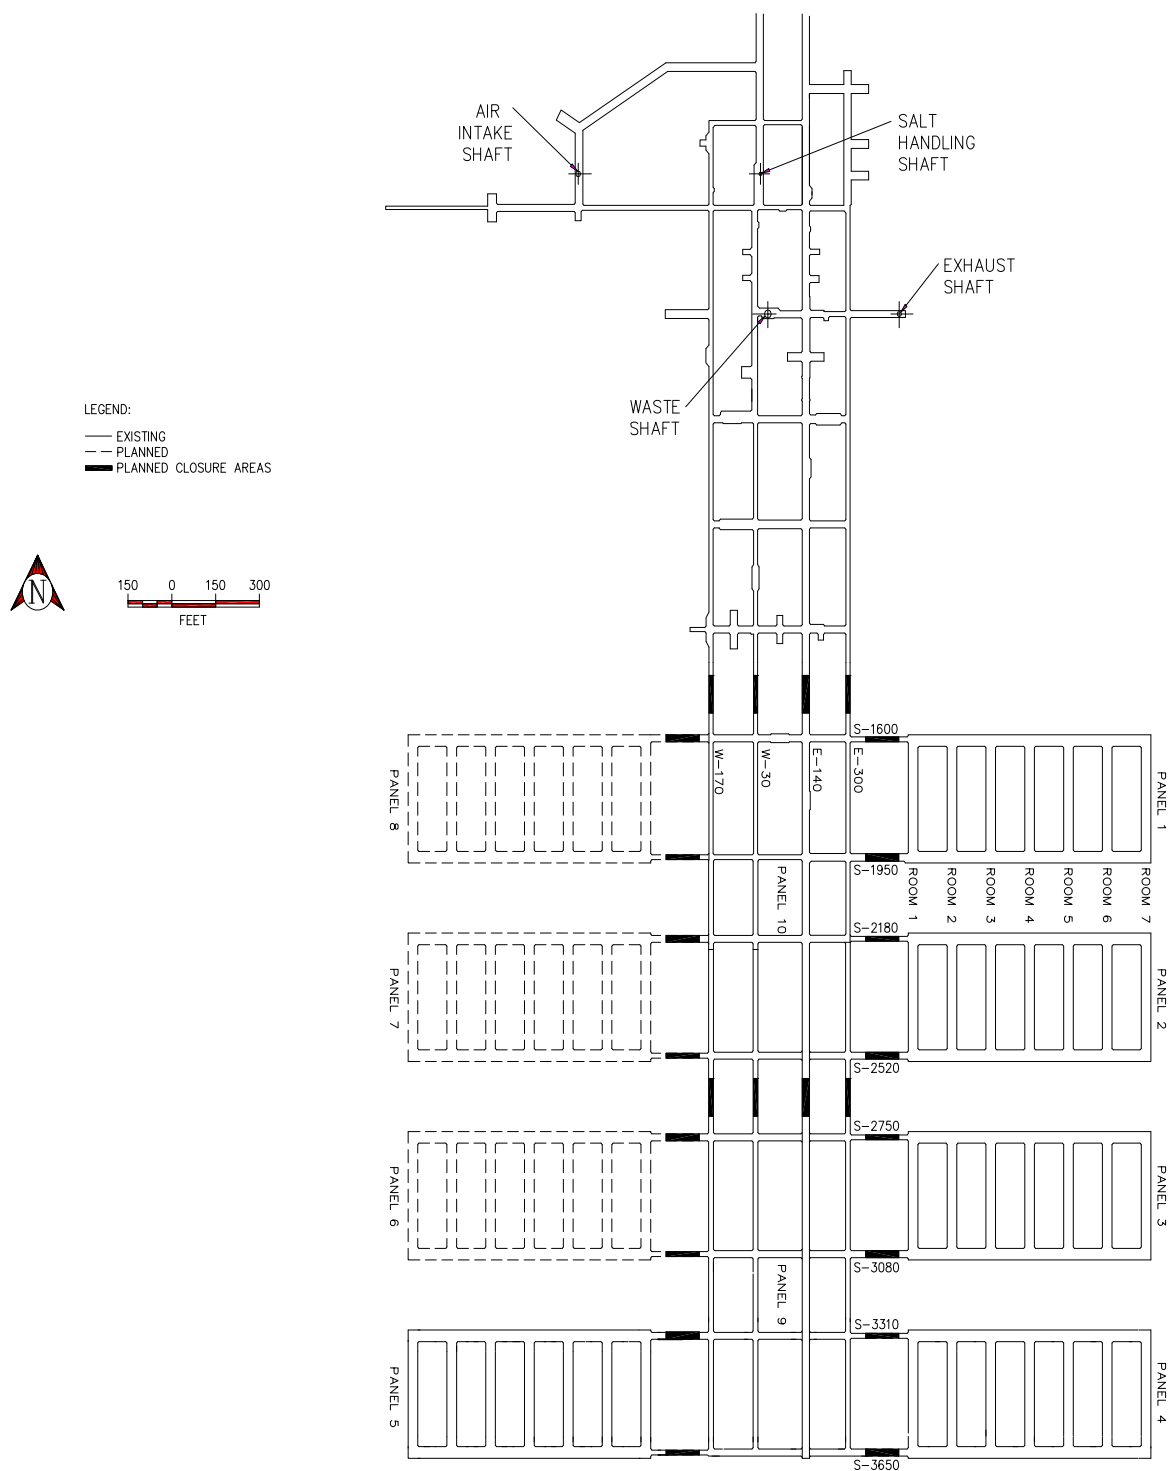 AIR
INTAKE
SHAFT
SALT
HANDLING
SHAFT
EXHAUST
SHAFT
WASTE
SHAFT
LEGEND:
EXISTING
PLANNED
PLANNED CLOSURE AREAS
N
150 0 150 300
FEET
S-1600
W-170
W-30
E-140
E-300
PANEL 8
PANEL 1
S-1950
PANEL 10
ROOM 1
ROOM 2
ROOM 3
ROOM 4
ROOM 5
ROOM 6
ROOM 7
S-2180
PANEL 7
PANEL 2
S-2520
S-2750
PANEL 6
PANEL 3
S-3080
PANEL 9
S-3310
PANEL 5
PANEL 4
S-3650